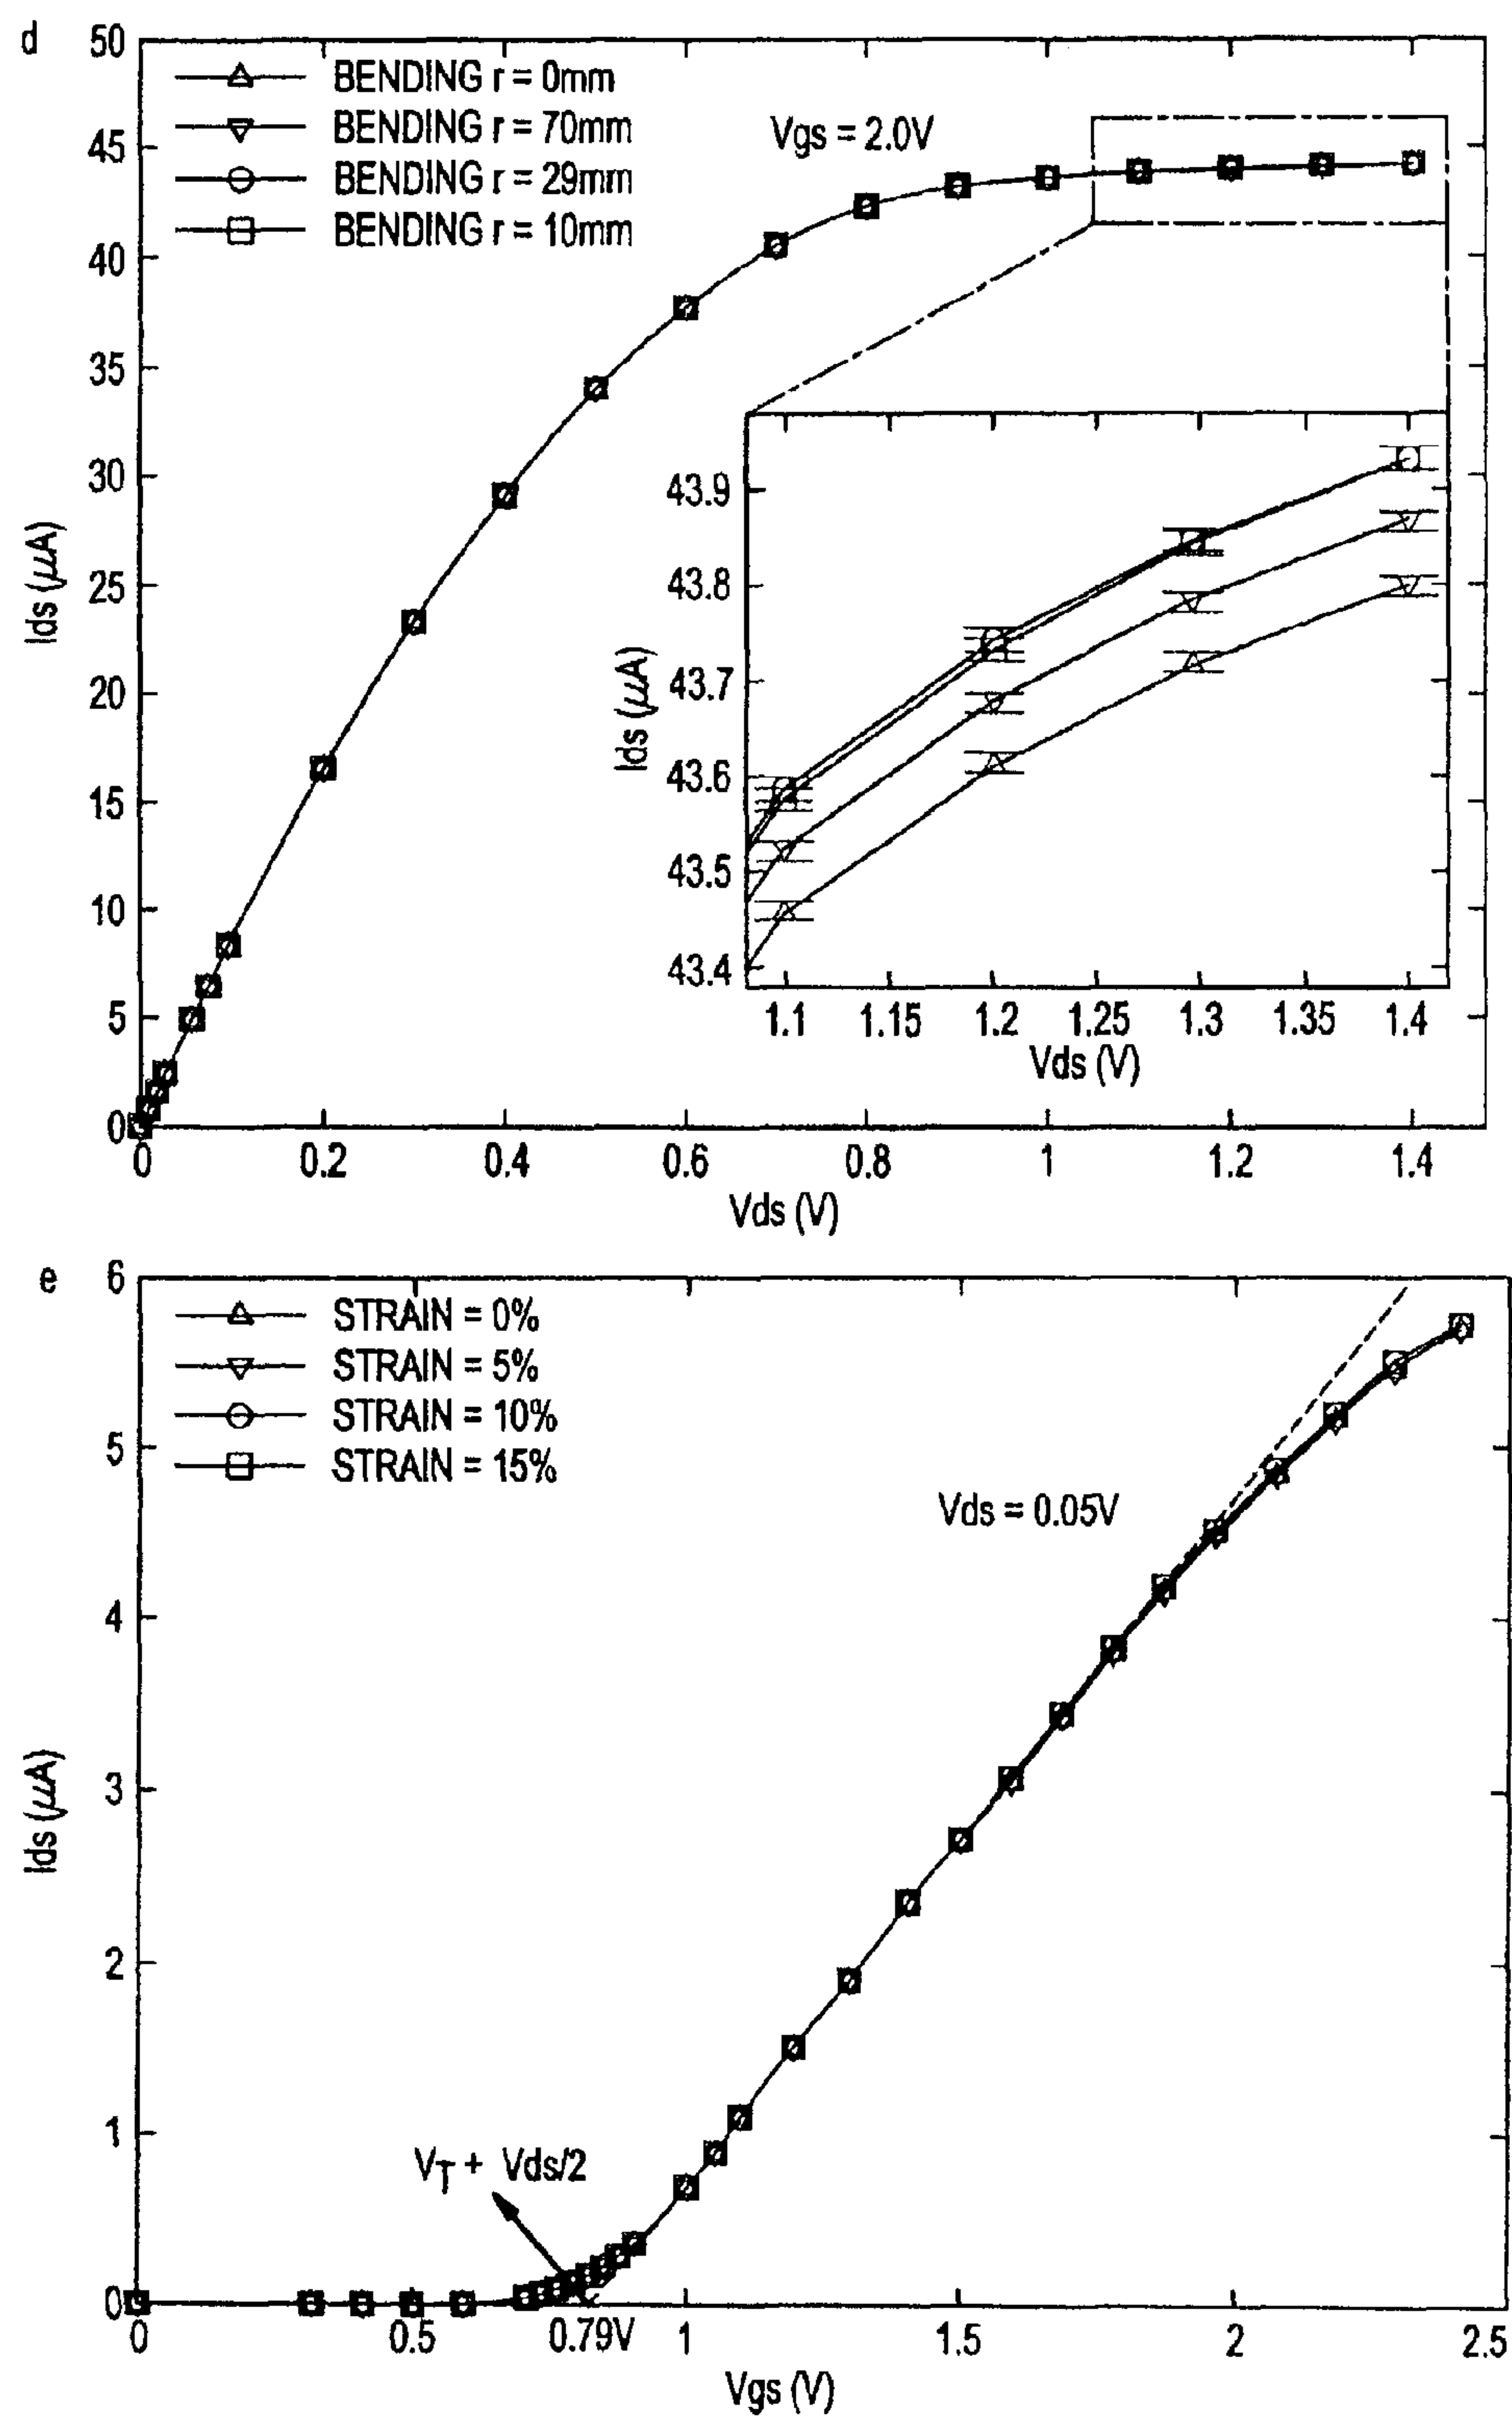 d
50
45
40
35
30
25
20
15
10
5
0
Ids (μA)
BENDING r = 0mm
BENDING r = 70mm
BENDING r = 29mm
BENDING r = 10mm
Vgs = 2.0V
43.9
43.8
43.7
43.6
43.5
43.4
Ids (μA)
1.1 1.15 1.2 1.25 1.3 1.35 1.4
Vds (V)
0 0.2 0.4 0.6 0.8 1 1.2 1.4
Vds (V)
e
6
5
4
3
2
1
0
Ids (μA)
STRAIN = 0%
STRAIN = 5%
STRAIN = 10%
STRAIN = 15%
Vds = 0.05V
VT + Vds/2
0 0.5 0.79V 1 1.5 2 2.5
Vgs (V)